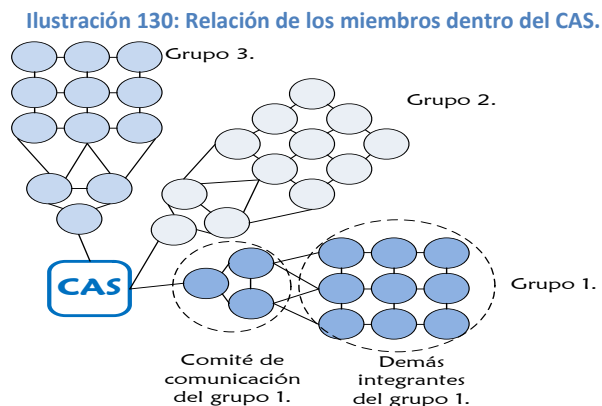 Ilustración 130: Relación de los miembros dentro del CAS.
Grupo 3.
Grupo 2.
CAS
Grupo 1.
Comité de
comunicación
del grupo 1.
Demás
integrantes
del grupo 1.